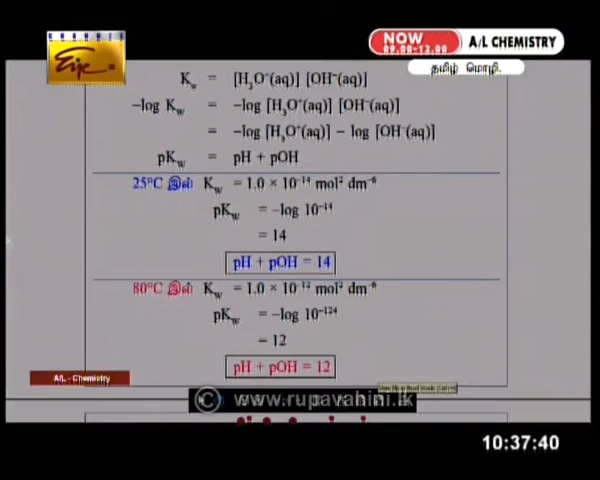 NOW
09.00-12.00
A/L CHEMISTRY
தமிழ் மொழி.
Kw = [H₃O⁺(aq)] [OH⁻(aq)]
–log Kw = –log [H₃O⁺(aq)] [OH⁻(aq)]
= –log [H₃O⁺(aq)] – log [OH⁻(aq)]
pKw = pH + pOH
25°C இல் Kw = 1.0 × 10⁻¹⁴ mol² dm⁻⁶
pKw = –log 10⁻¹⁴
= 14
pH + pOH = 14
80°C இல் Kw = 1.0 × 10⁻¹² mol² dm⁻⁶
pKw = –log 10⁻¹²⁴
= 12
pH + pOH = 12
A/L - Chemistry
© www.rupavahini.lk
10:37:40